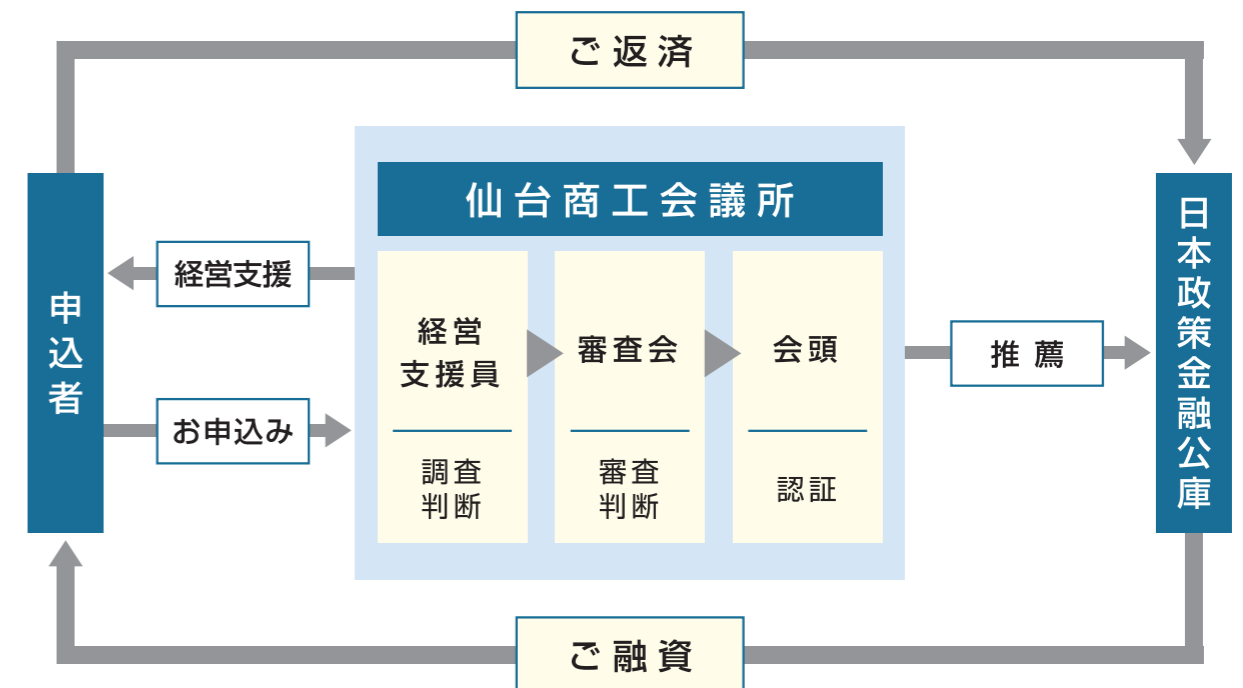 ご返済
仙台商工会議所
申込者
経営支援
お申込み
経営
支援員
調査
判断
審査会
審査
判断
会頭
認証
推薦
日本政策金融公庫
ご融資